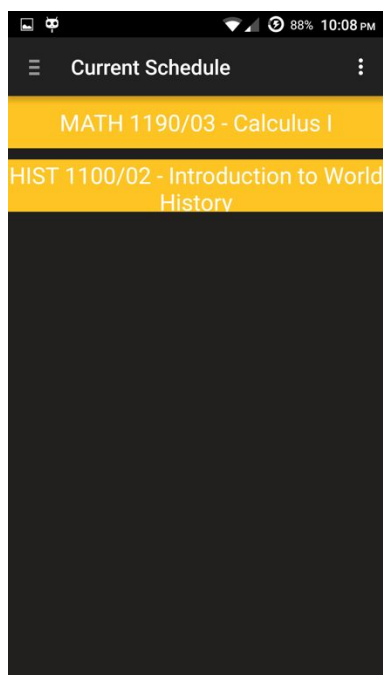 88% 10:08 PM
Current Schedule
MATH 1190/03 - Calculus I
HIST 1100/02 - Introduction to World
History